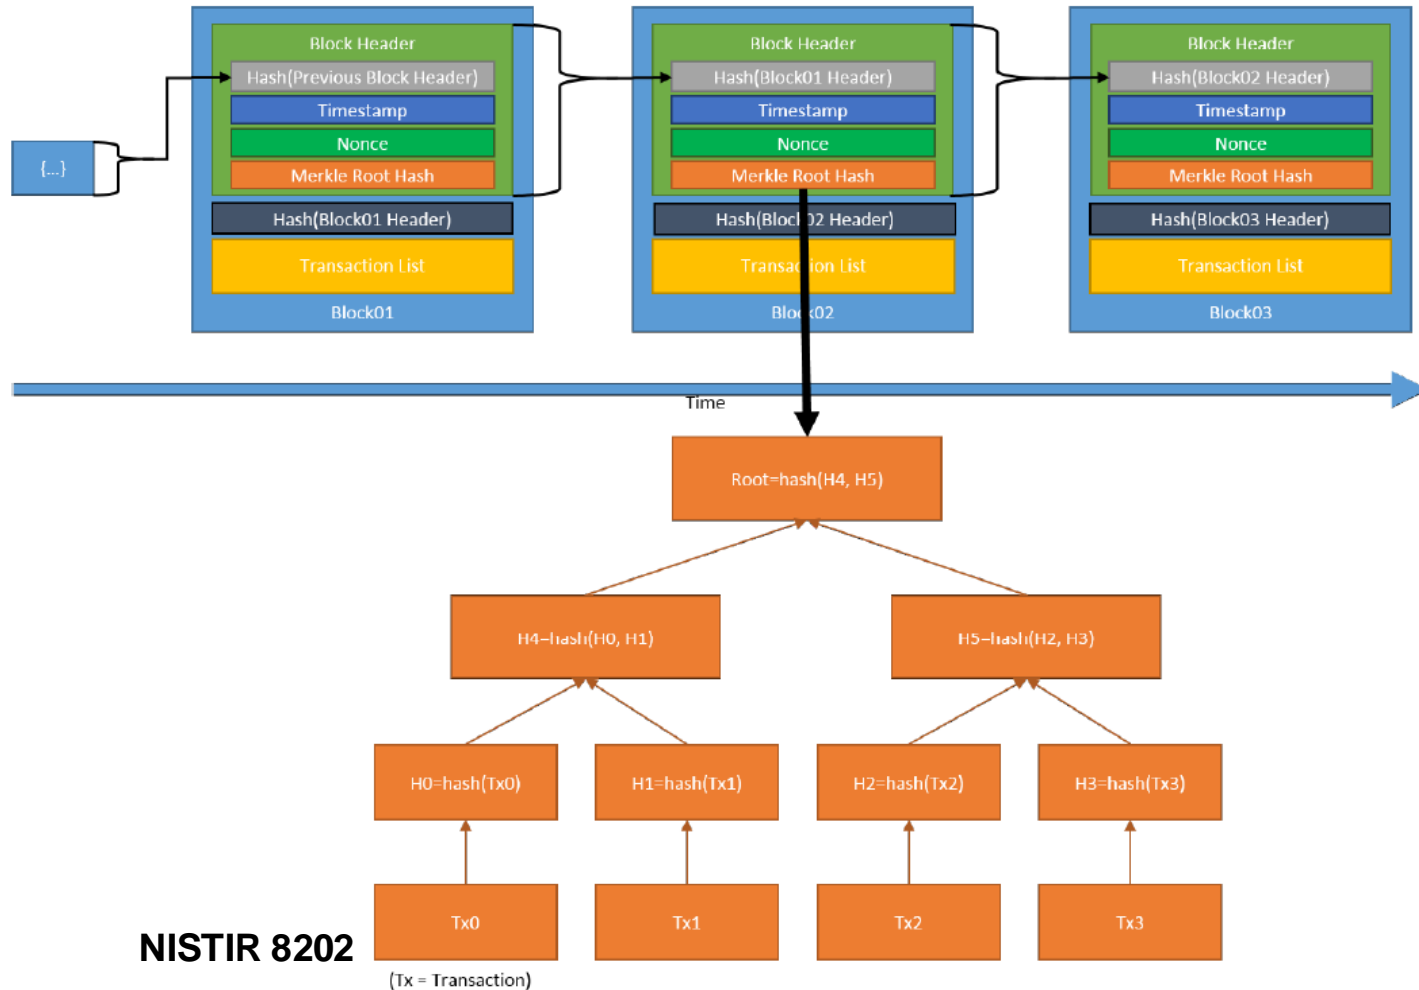 Block Header
Hash(Previous Block Header)
Timestamp
Nonce
Merkle Root Hash
Hash(Block01 Header)
Transaction List
Block01
Block Header
Hash(Block01 Header)
Timestamp
Nonce
Merkle Root Hash
Hash(Block02 Header)
Transaction List
Block02
Block Header
Hash(Block02 Header)
Timestamp
Nonce
Merkle Root Hash
Hash(Block03 Header)
Transaction List
Block03
{...}
Time
Root=hash(H4, H5)
H4=hash(H0, H1)
H5=hash(H2, H3)
H0=hash(Tx0)
H1=hash(Tx1)
H2=hash(Tx2)
H3=hash(Tx3)
Tx0
Tx1
Tx2
Tx3
NISTIR 8202
(Tx = Transaction)